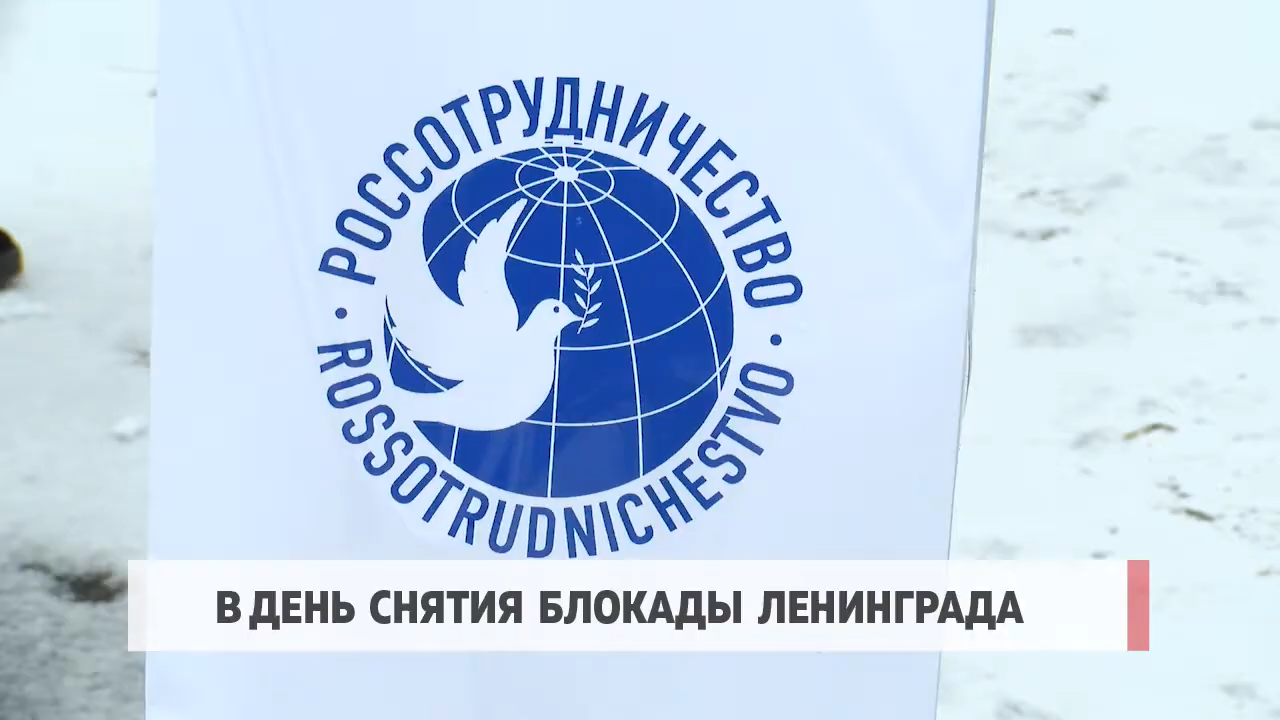 РОССОТРУДНИЧЕСТВО
ROSSOTRUDNICHESTVO
В ДЕНЬ СНЯТИЯ БЛОКАДЫ ЛЕНИНГРАДА